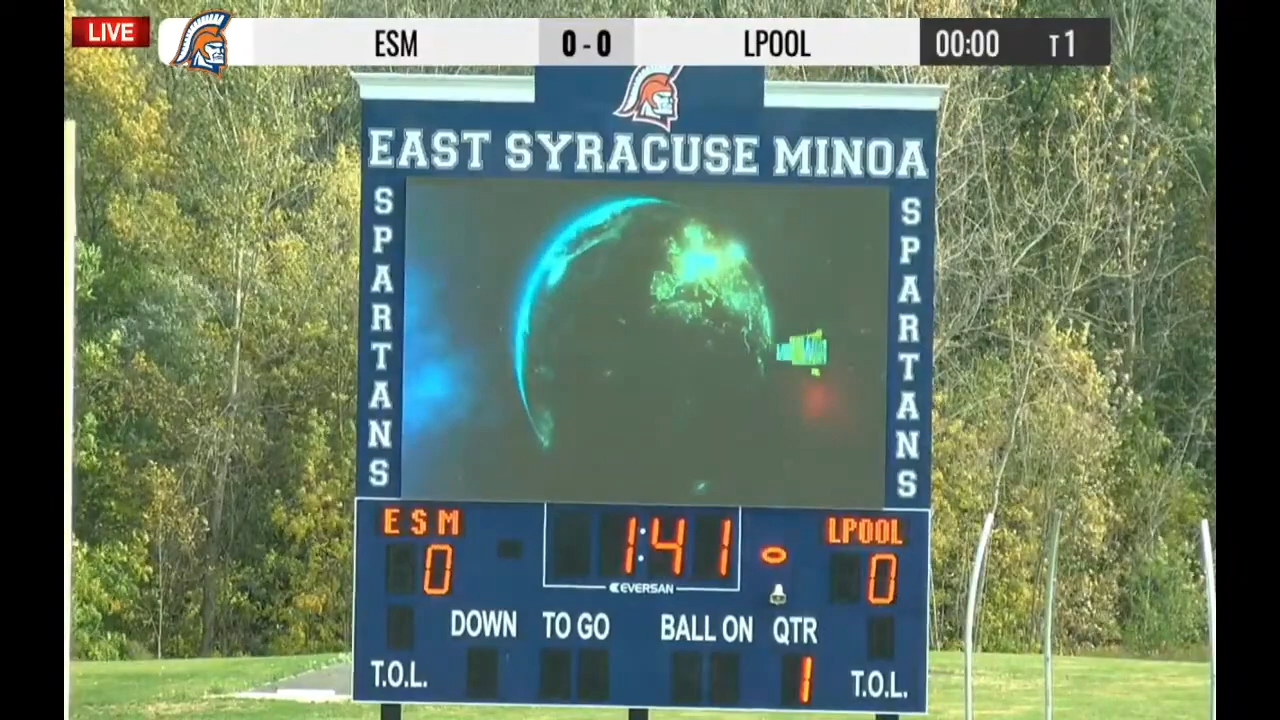 LIVE
ESM 0 - 0 LPOOL 00:00 T 1
EAST SYRACUSE MINOA
SPARTANS
SPARTANS
ESM 1:41 LPOOL
0 0
EVERSAN
DOWN TO GO BALL ON QTR
T.O.L. 1 T.O.L.